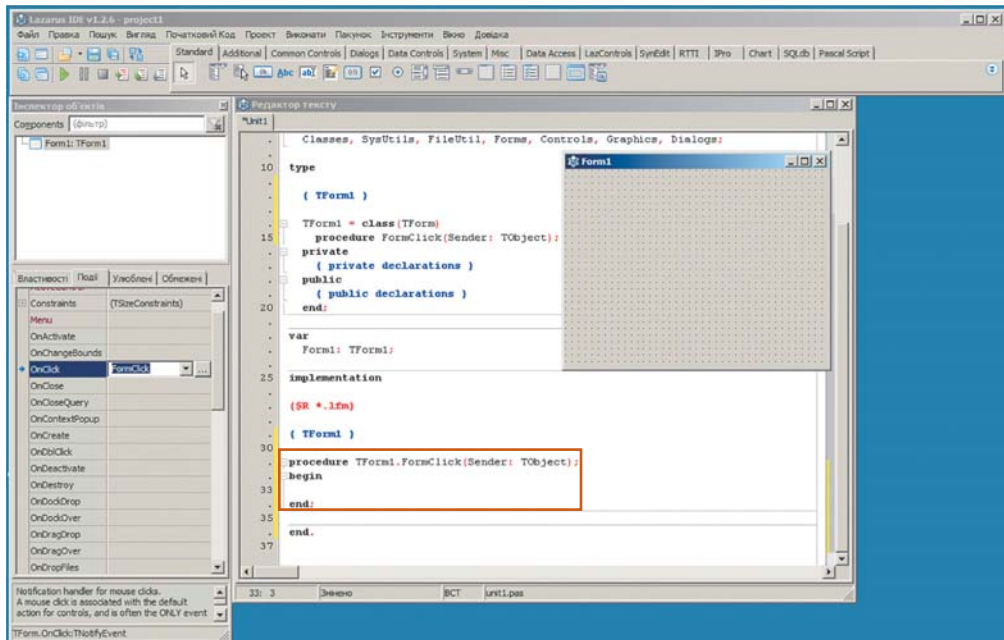 Lazarus IDE v1.2.6 - project1
Файл Правка Пошук Вигляд Початковий Код Проект Виконати Пакунок Інструменти Вікно Довідка
Standard Additional Common Controls Dialogs Data Controls System Misc Data Access LazControls SynEdit RTTI IPro Chart SQLdb Pascal Script
Abc abI
Інспектор об'єктів
Components (фільтр)
Form1: TForm1
Властивості Події Улюблені Обмежені
Constraints (TSizeConstraints)
Menu
OnActivate
OnChangeBounds
OnClick FormClick
OnClose
OnCloseQuery
OnContextPopup
OnCreate
OnDblClick
OnDeactivate
OnDestroy
OnDockDrop
OnDockOver
OnDragDrop
OnDragOver
OnDropFiles
Notification handler for mouse clicks.
A mouse click is associated with the default
action for controls, and is often the ONLY event
TForm.OnClick:TNotifyEvent
Редактор тексту
*Unit1
Classes, SysUtils, FileUtil, Forms, Controls, Graphics, Dialogs;
10 type
{ TForm1 }
TForm1 = class(TForm)
15 procedure FormClick(Sender: TObject);
private
{ private declarations }
public
{ public declarations }
20 end;
var
Form1: TForm1;
25 implementation
{$R *.lfm}
{ TForm1 }
30
procedure TForm1.FormClick(Sender: TObject);
begin
33
end;
35
end.
37
33: 3 Змінено ВСТ unit1.pas
Form1